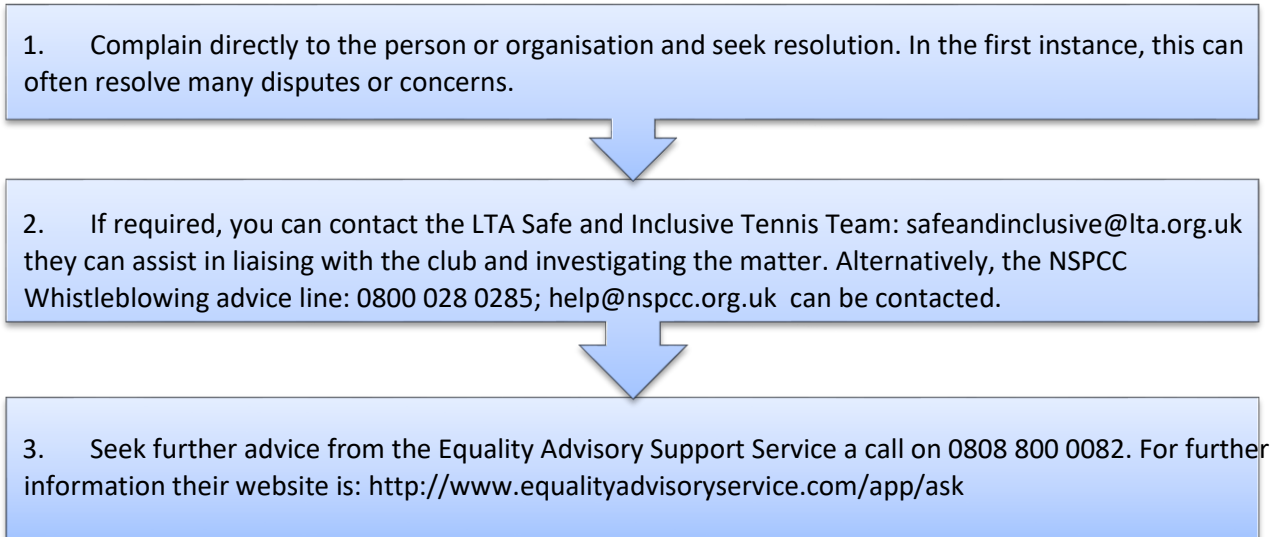 1. Complain directly to the person or organisation and seek resolution. In the first instance, this can
often resolve many disputes or concerns.
2. If required, you can contact the LTA Safe and Inclusive Tennis Team: safeandinclusive@lta.org.uk
they can assist in liaising with the club and investigating the matter. Alternatively, the NSPCC
Whistleblowing advice line: 0800 028 0285; help@nspcc.org.uk can be contacted.
3. Seek further advice from the Equality Advisory Support Service a call on 0808 800 0082. For further
information their website is: http://www.equalityadvisoryservice.com/app/ask